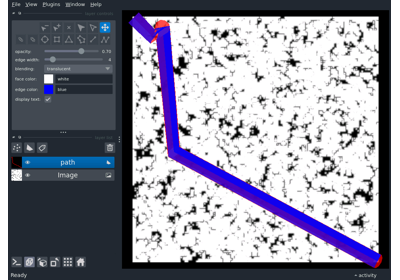 File View Plugins Window Help
opacity: 0.70
edge width:
blending: translucent
face color: white
edge color: blue
display text: ✓
path
Image
Ready
• activity